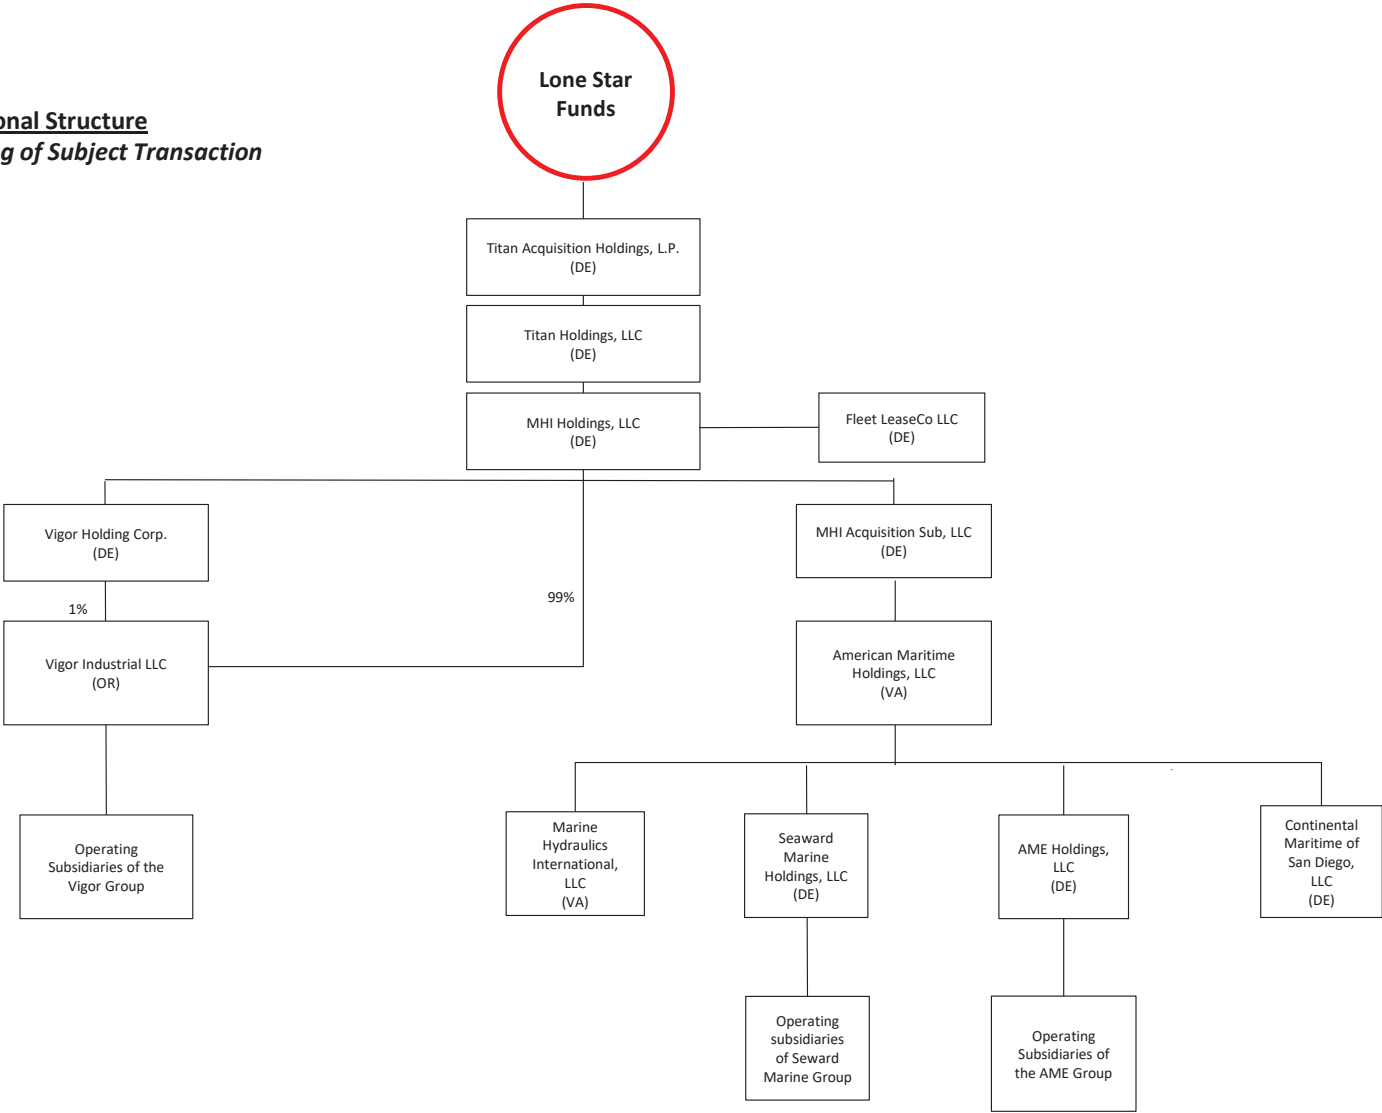 Lone Star
Funds
onal Structure
g of Subject Transaction
Titan Acquisition Holdings, L.P.
(DE)
Titan Holdings, LLC
(DE)
MHI Holdings, LLC
(DE)
Fleet LeaseCo LLC
(DE)
Vigor Holding Corp.
(DE)
MHI Acquisition Sub, LLC
(DE)
1%
99%
Vigor Industrial LLC
(OR)
American Maritime
Holdings, LLC
(VA)
Operating
Subsidiaries of the
Vigor Group
Marine
Hydraulics
International,
LLC
(VA)
Seaward
Marine
Holdings, LLC
(DE)
AME Holdings,
LLC
(DE)
Continental
Maritime of
San Diego,
LLC
(DE)
Operating
subsidiaries
of Seward
Marine Group
Operating
Subsidiaries of
the AME Group